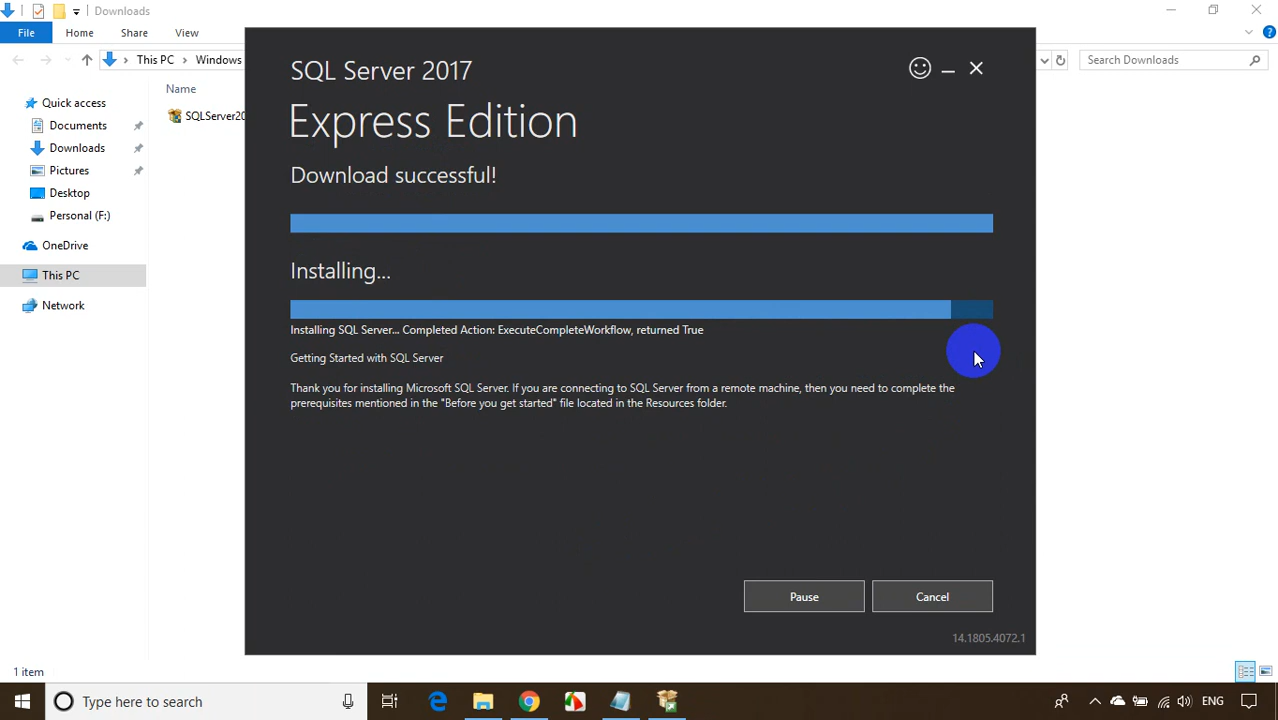 Downloads
File Home Share View
This PC Windows
Search Downloads
Name
Quick access
Documents
Downloads
Pictures
Desktop
Personal (F:)
OneDrive
This PC
Network
SQLServer20
SQL Server 2017
Express Edition
Download successful!
Installing...
Installing SQL Server... Completed Action: ExecuteCompleteWorkflow, returned True
Getting Started with SQL Server
Thank you for installing Microsoft SQL Server. If you are connecting to SQL Server from a remote machine, then you need to complete the
prerequisites mentioned in the "Before you get started" file located in the Resources folder.
Pause Cancel
14.1805.4072.1
1 item
Type here to search
ENG